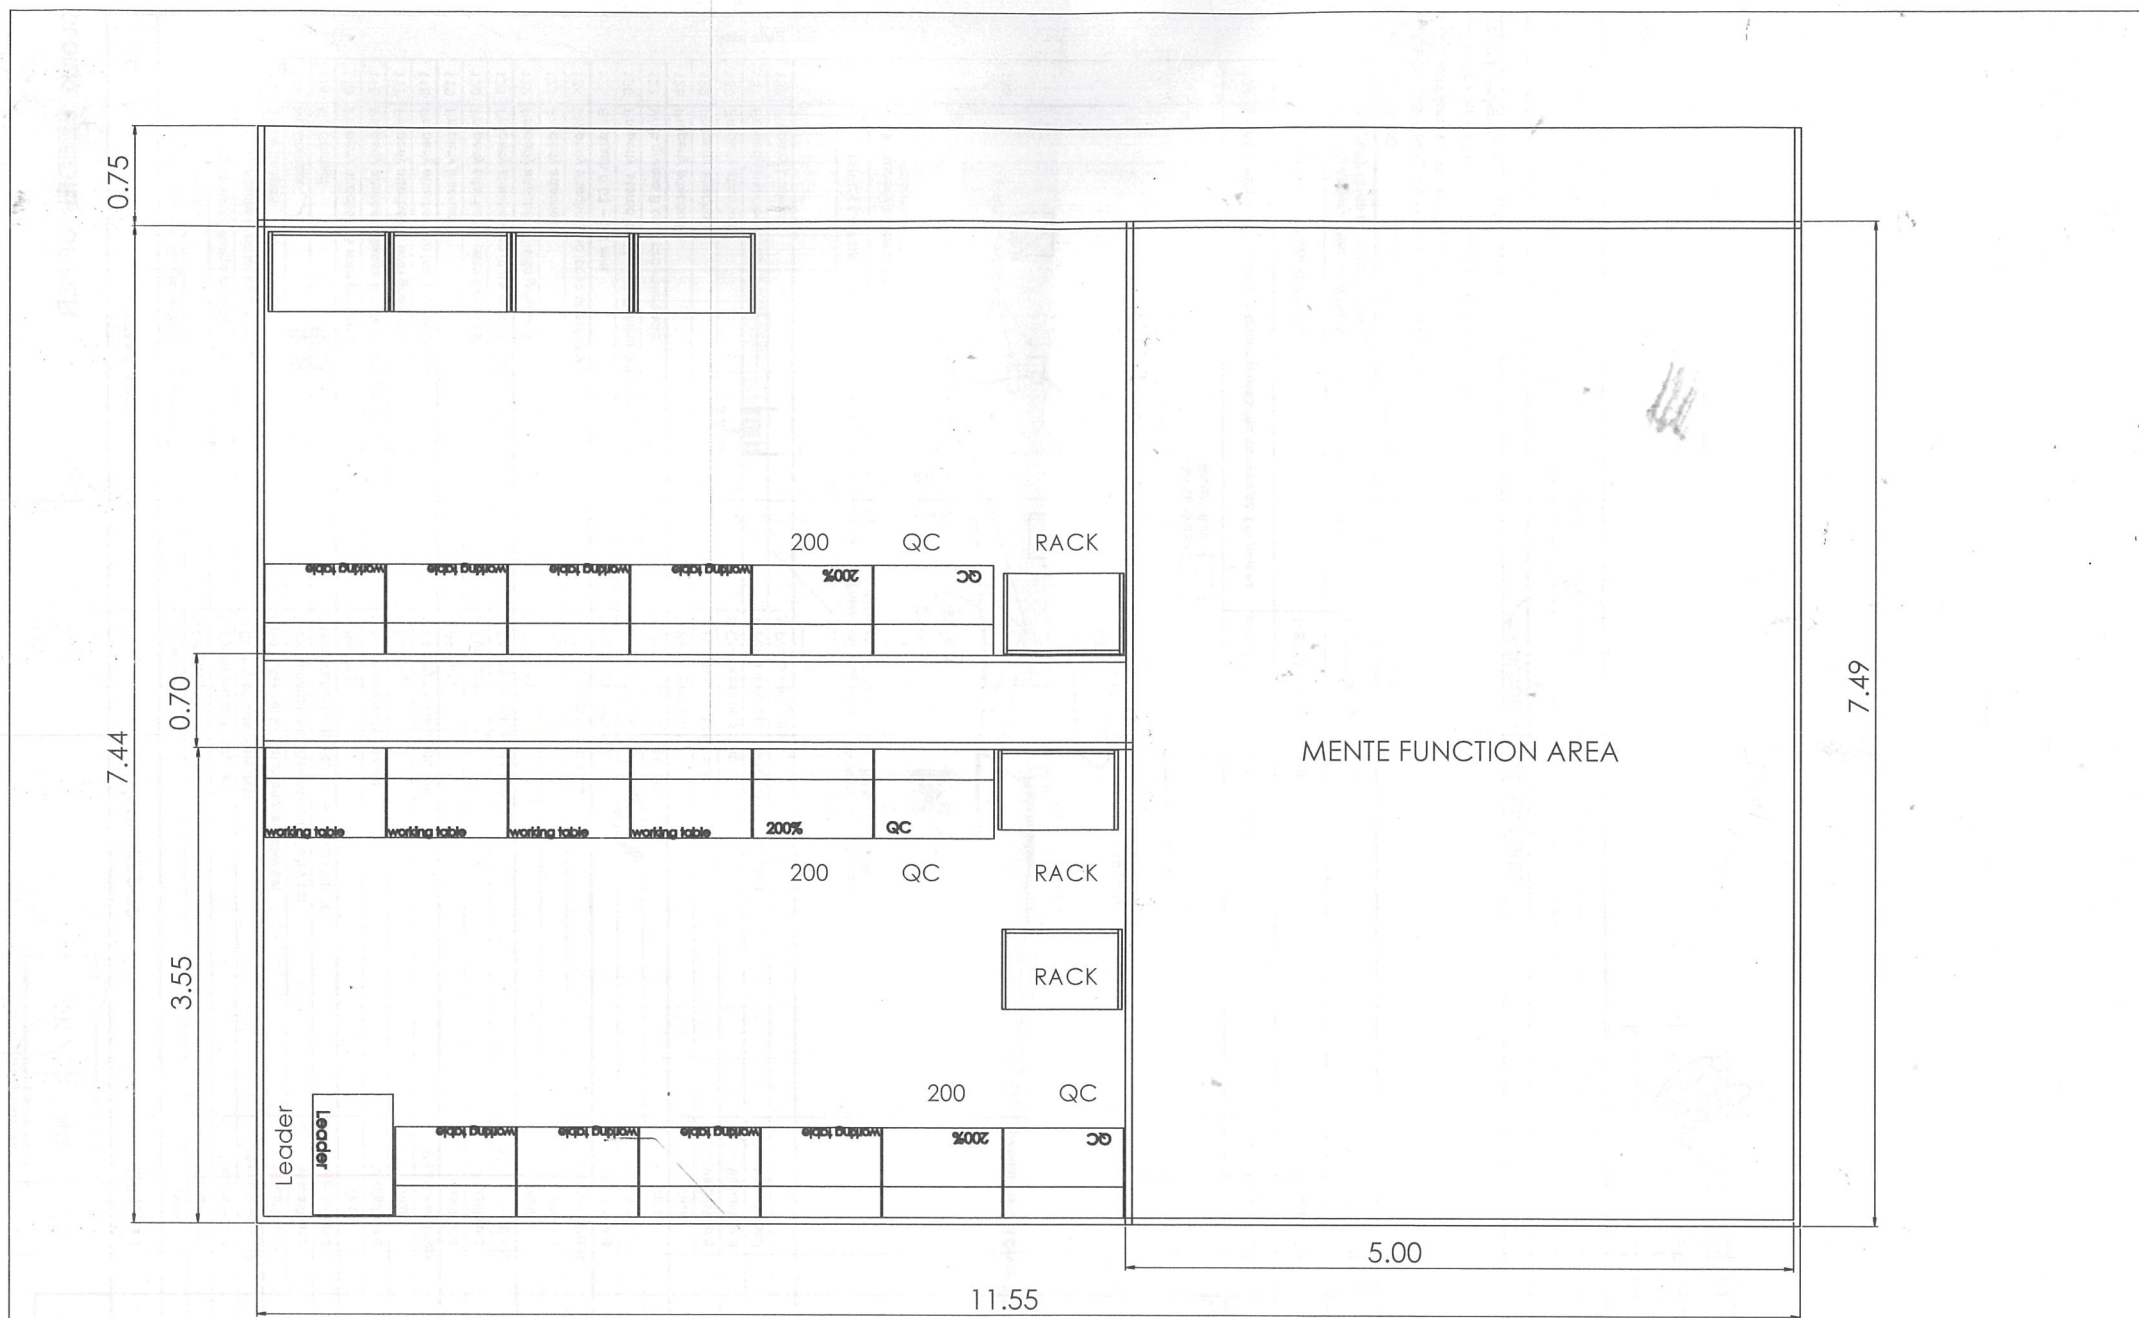 0.75
200 QC RACK
working table working table working table working table 200% QC
0.70
7.44
7.49
MENTE FUNCTION AREA
working table working table working table working table 200% QC
200 QC RACK
3.55
RACK
200 QC
Leader
Leader
working table working table working table working table 200% QC
5.00
11.55